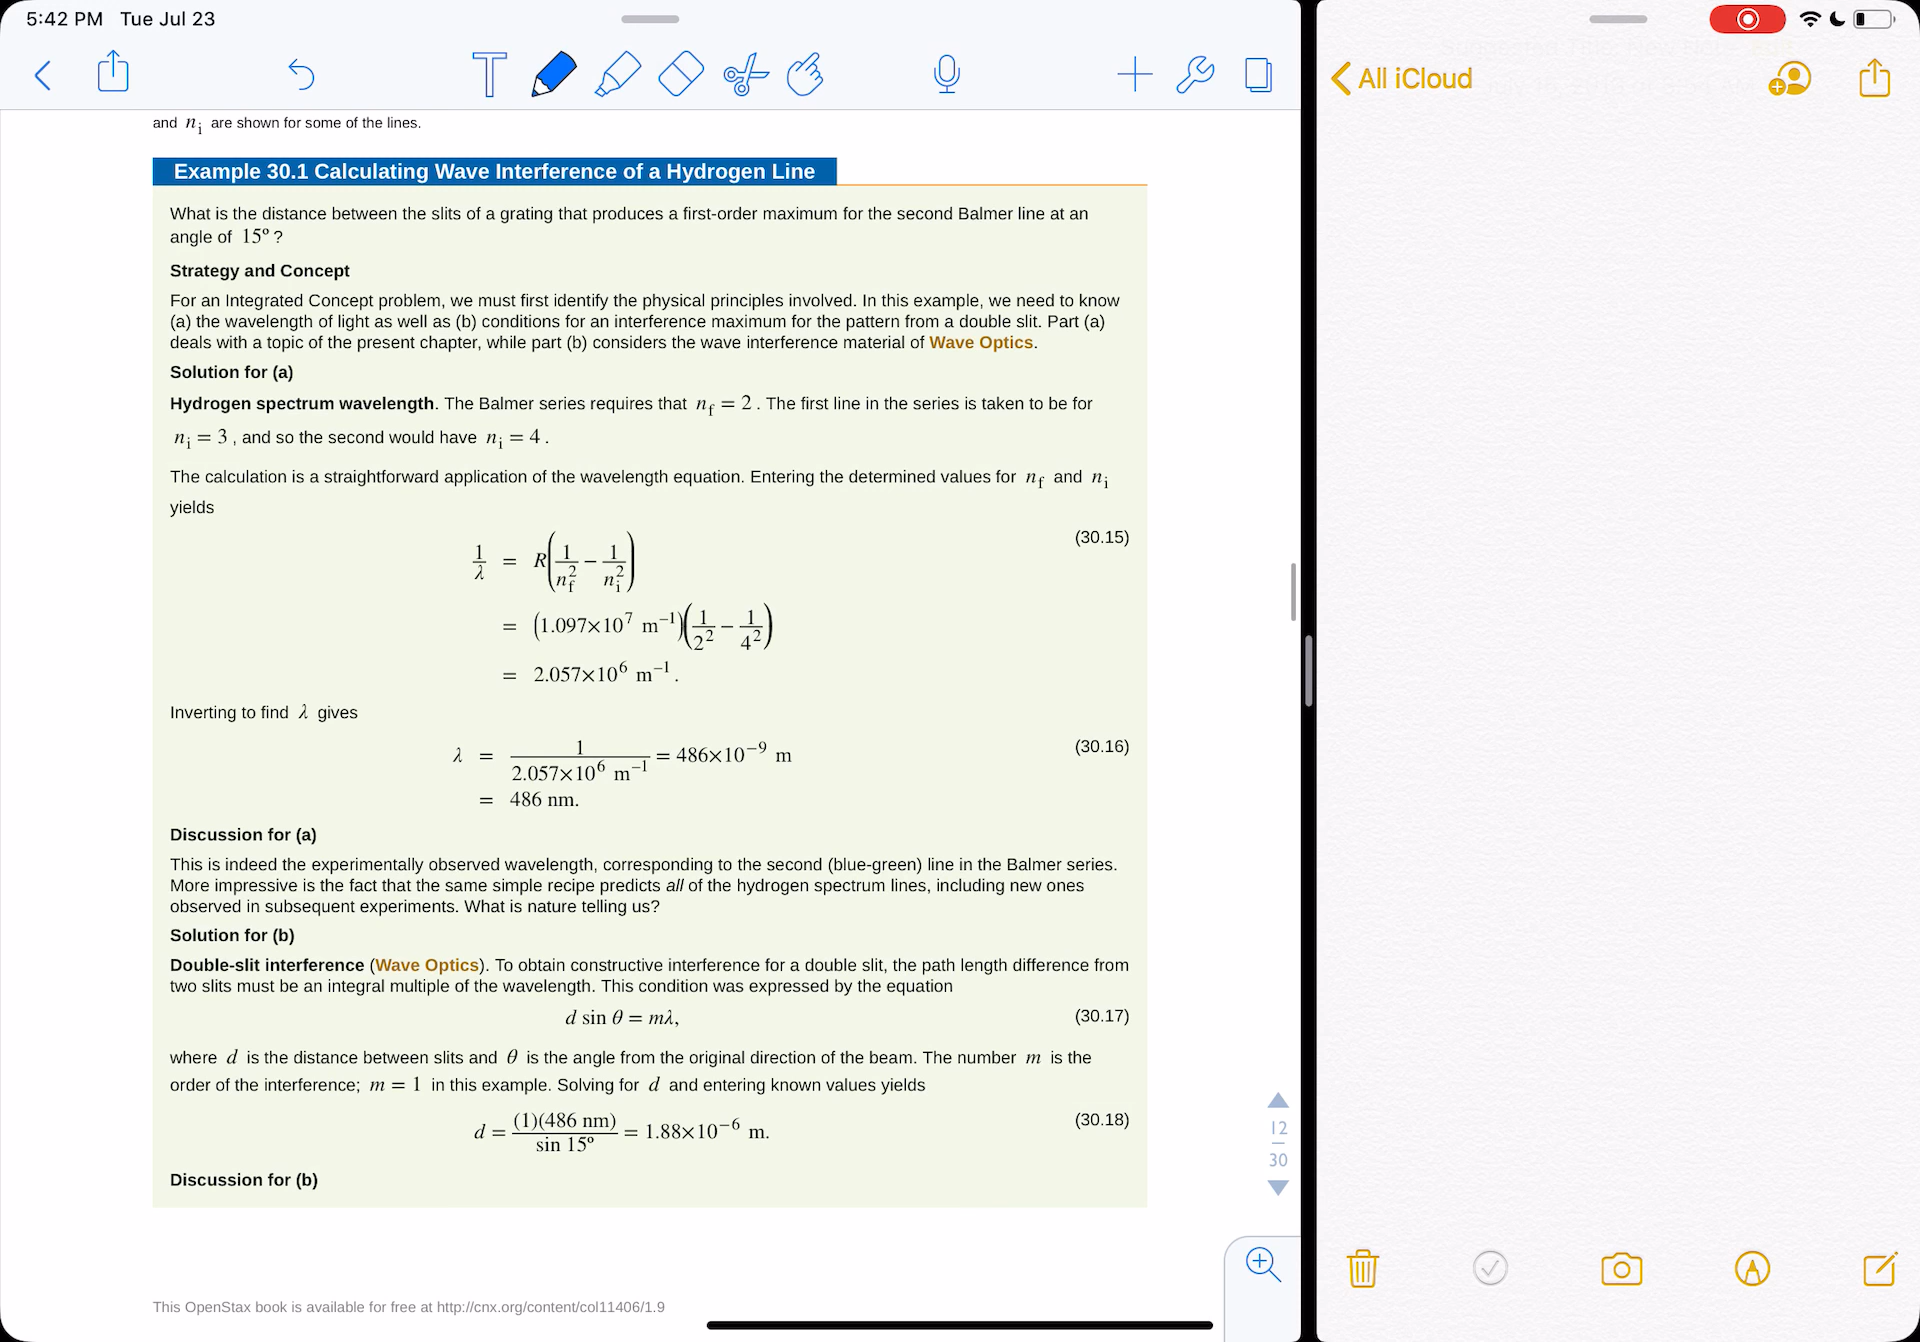 5:42 PM Tue Jul 23
All iCloud
and n_i are shown for some of the lines.
Example 30.1 Calculating Wave Interference of a Hydrogen Line
What is the distance between the slits of a grating that produces a first-order maximum for the second Balmer line at an
angle of 15º ?
Strategy and Concept
For an Integrated Concept problem, we must first identify the physical principles involved. In this example, we need to know
(a) the wavelength of light as well as (b) conditions for an interference maximum for the pattern from a double slit. Part (a)
deals with a topic of the present chapter, while part (b) considers the wave interference material of Wave Optics.
Solution for (a)
Hydrogen spectrum wavelength. The Balmer series requires that n_f = 2 . The first line in the series is taken to be for
n_i = 3 , and so the second would have n_i = 4 .
The calculation is a straightforward application of the wavelength equation. Entering the determined values for n_f and n_i
yields
1/λ = R(1/n_f² − 1/n_i²) (30.15)
= (1.097×10⁷ m⁻¹)(1/2² − 1/4²)
= 2.057×10⁶ m⁻¹.
Inverting to find λ gives
λ = 1/(2.057×10⁶ m⁻¹) = 486×10⁻⁹ m (30.16)
= 486 nm.
Discussion for (a)
This is indeed the experimentally observed wavelength, corresponding to the second (blue-green) line in the Balmer series.
More impressive is the fact that the same simple recipe predicts all of the hydrogen spectrum lines, including new ones
observed in subsequent experiments. What is nature telling us?
Solution for (b)
Double-slit interference (Wave Optics). To obtain constructive interference for a double slit, the path length difference from
two slits must be an integral multiple of the wavelength. This condition was expressed by the equation
d sin θ = mλ, (30.17)
where d is the distance between slits and θ is the angle from the original direction of the beam. The number m is the
order of the interference; m = 1 in this example. Solving for d and entering known values yields
d = (1)(486 nm)/sin 15º = 1.88×10⁻⁶ m. (30.18)
Discussion for (b)
12
30
This OpenStax book is available for free at http://cnx.org/content/col11406/1.9